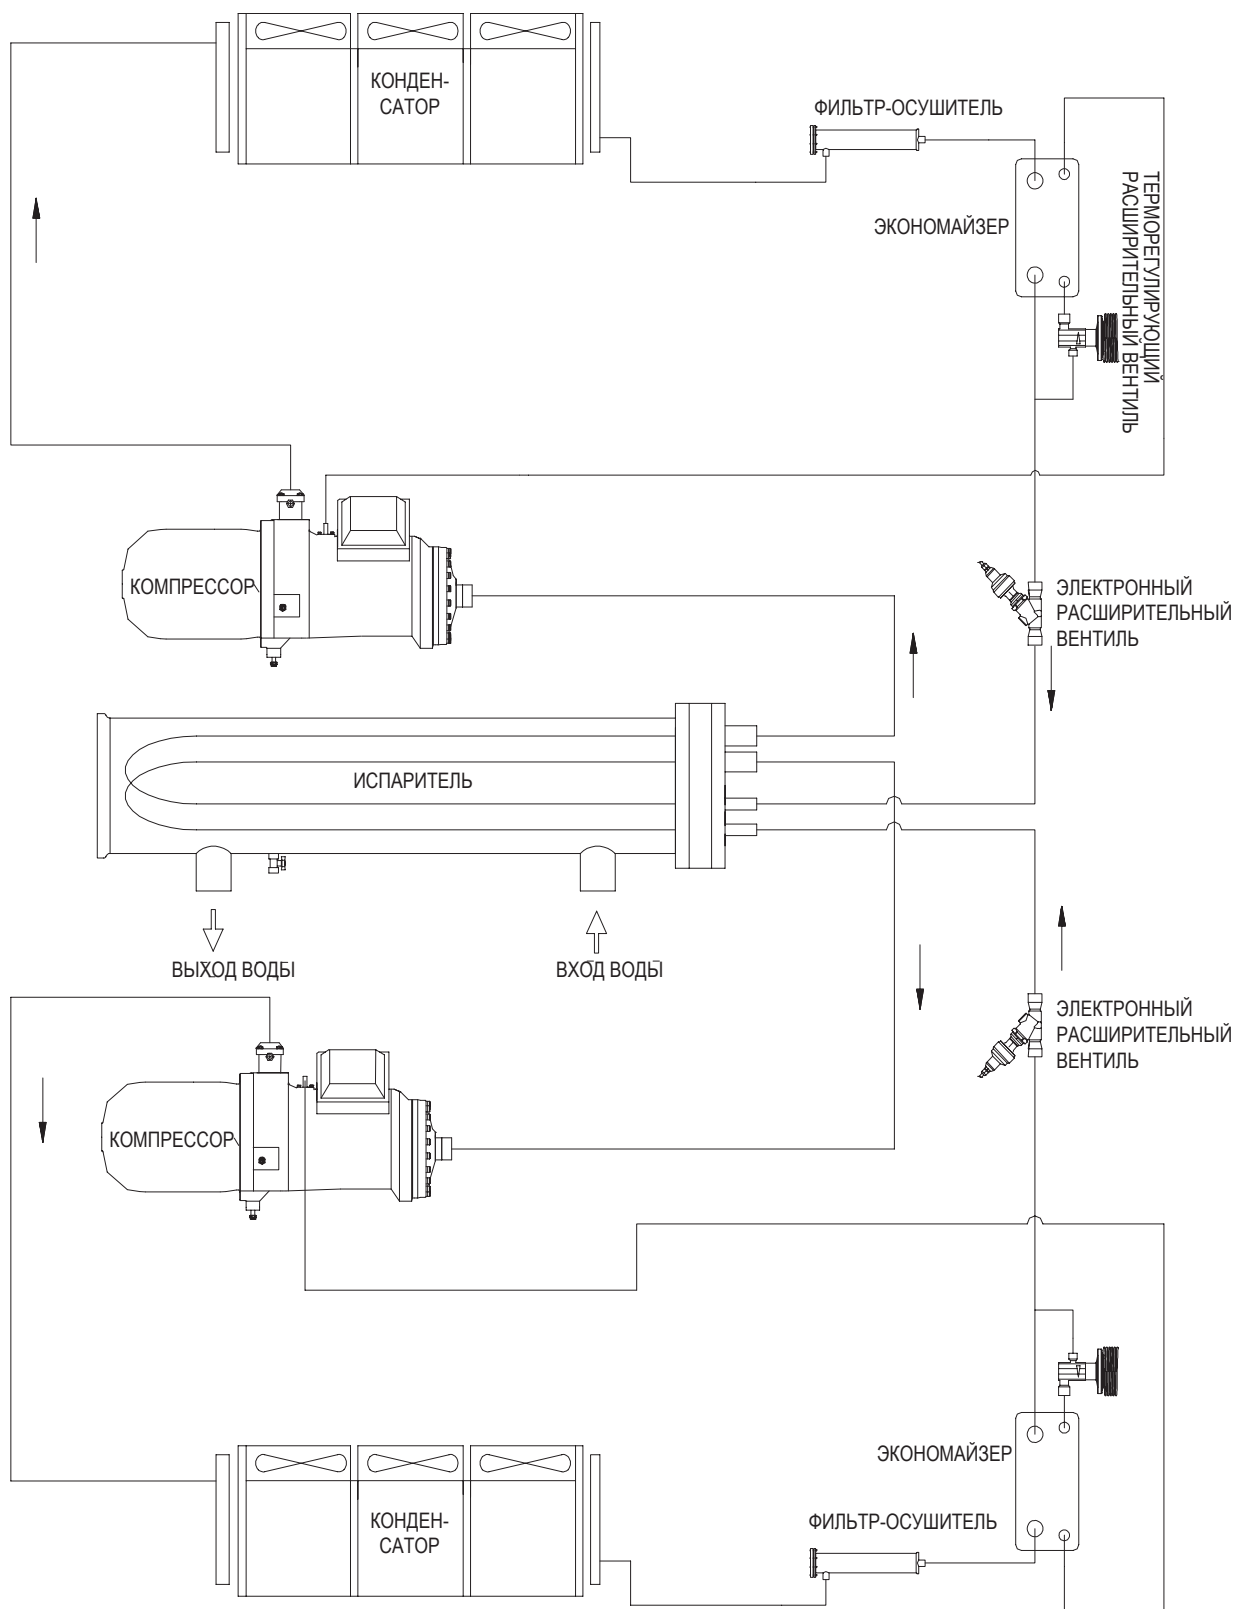 КОНДЕН-
САТОР
ФИЛЬТР-ОСУШИТЕЛЬ
ЭКОНОМАЙЗЕР
ТЕРМОРЕГУЛИРУЮЩИЙ
РАСШИРИТЕЛЬНЫЙ ВЕНТИЛЬ
КОМПРЕССОР
ЭЛЕКТРОННЫЙ
РАСШИРИТЕЛЬНЫЙ
ВЕНТИЛЬ
ИСПАРИТЕЛЬ
ВЫХОД ВОДЫ
ВХОД ВОДЫ
ЭЛЕКТРОННЫЙ
РАСШИРИТЕЛЬНЫЙ
ВЕНТИЛЬ
КОМПРЕССОР
ЭКОНОМАЙЗЕР
КОНДЕН-
САТОР
ФИЛЬТР-ОСУШИТЕЛЬ